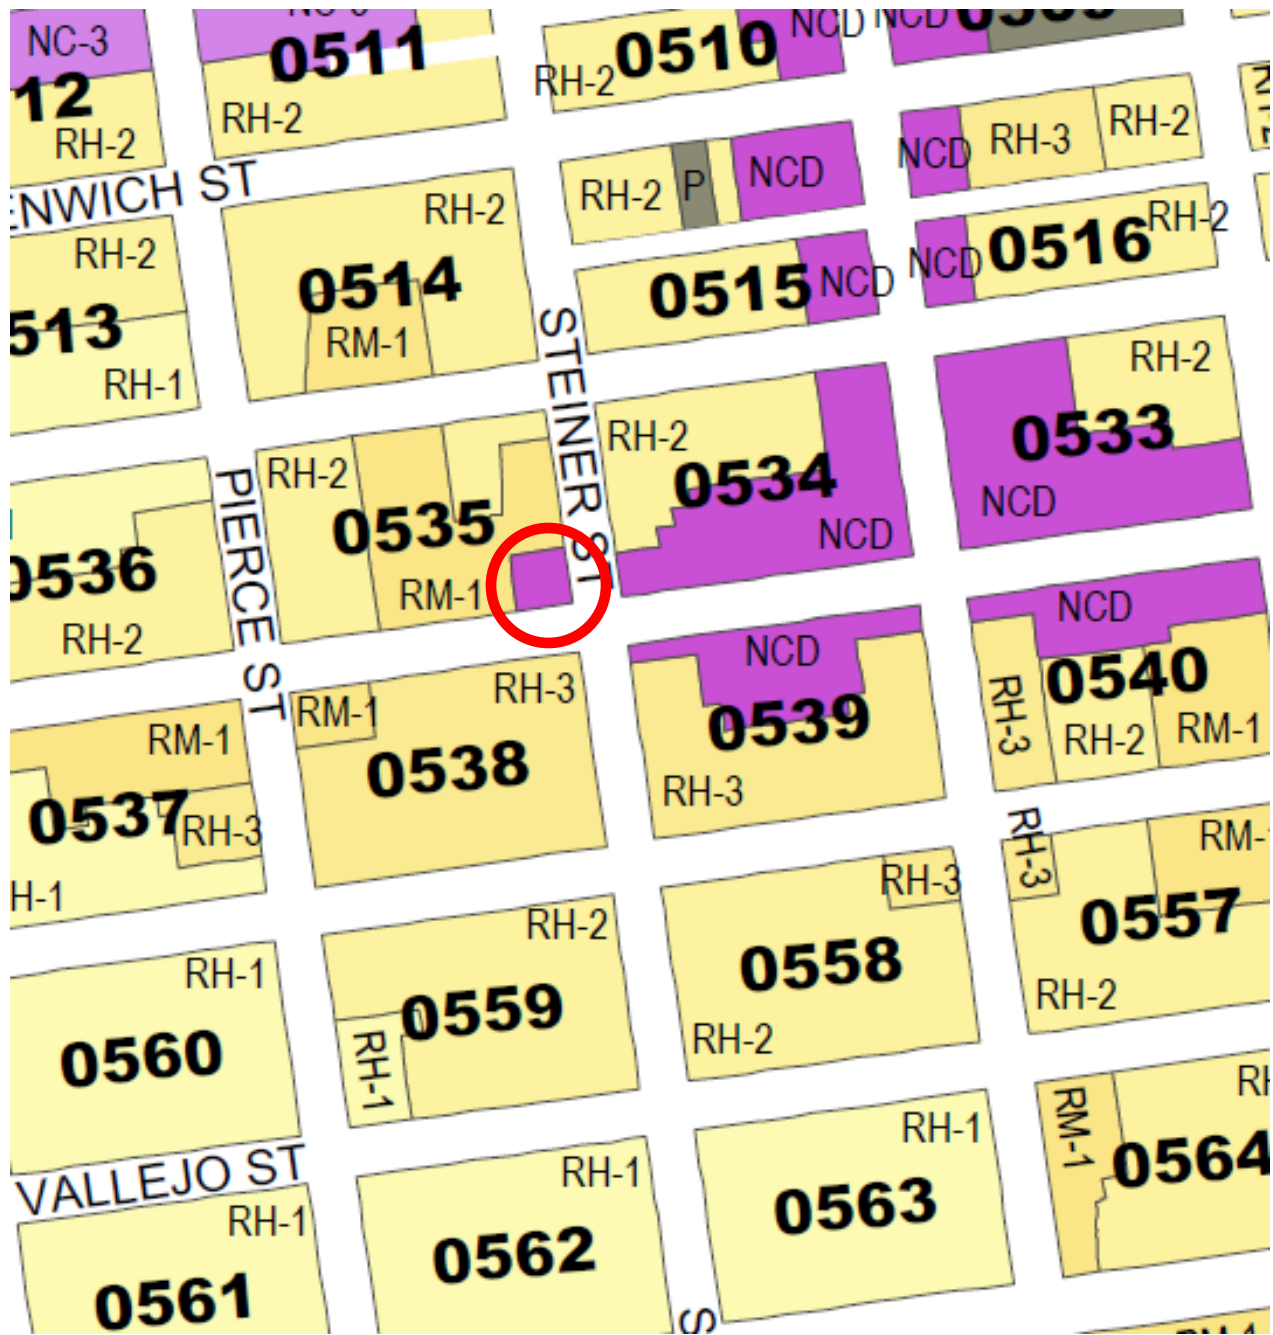 NC-3
0511
RH-2
12
RH-2
RH-2
0510
NCD
NCD
RH-2
P
NCD
NCD
RH-3
RH-2
ENWICH ST
RH-2
0514
RM-1
STEINER ST
0515
NCD
NCD
0516
RH-2
RH-2
513
RH-1
RH-2
0535
RM-1
RH-2
0534
NCD
RH-2
0533
NCD
PIERCE ST
0536
RH-2
RM-1
0537
RH-3
H-1
RM-1
RH-3
0538
NCD
0539
RH-3
NCD
RH-3
0540
RH-2
RM-1
RH-3
RM-
0557
RH-2
RH-3
0558
RH-2
RH-2
0559
RH-1
RH-1
0560
VALLEJO ST
RH-1
0561
RH-1
0562
RH-1
0563
RM-1
RH
0564
S